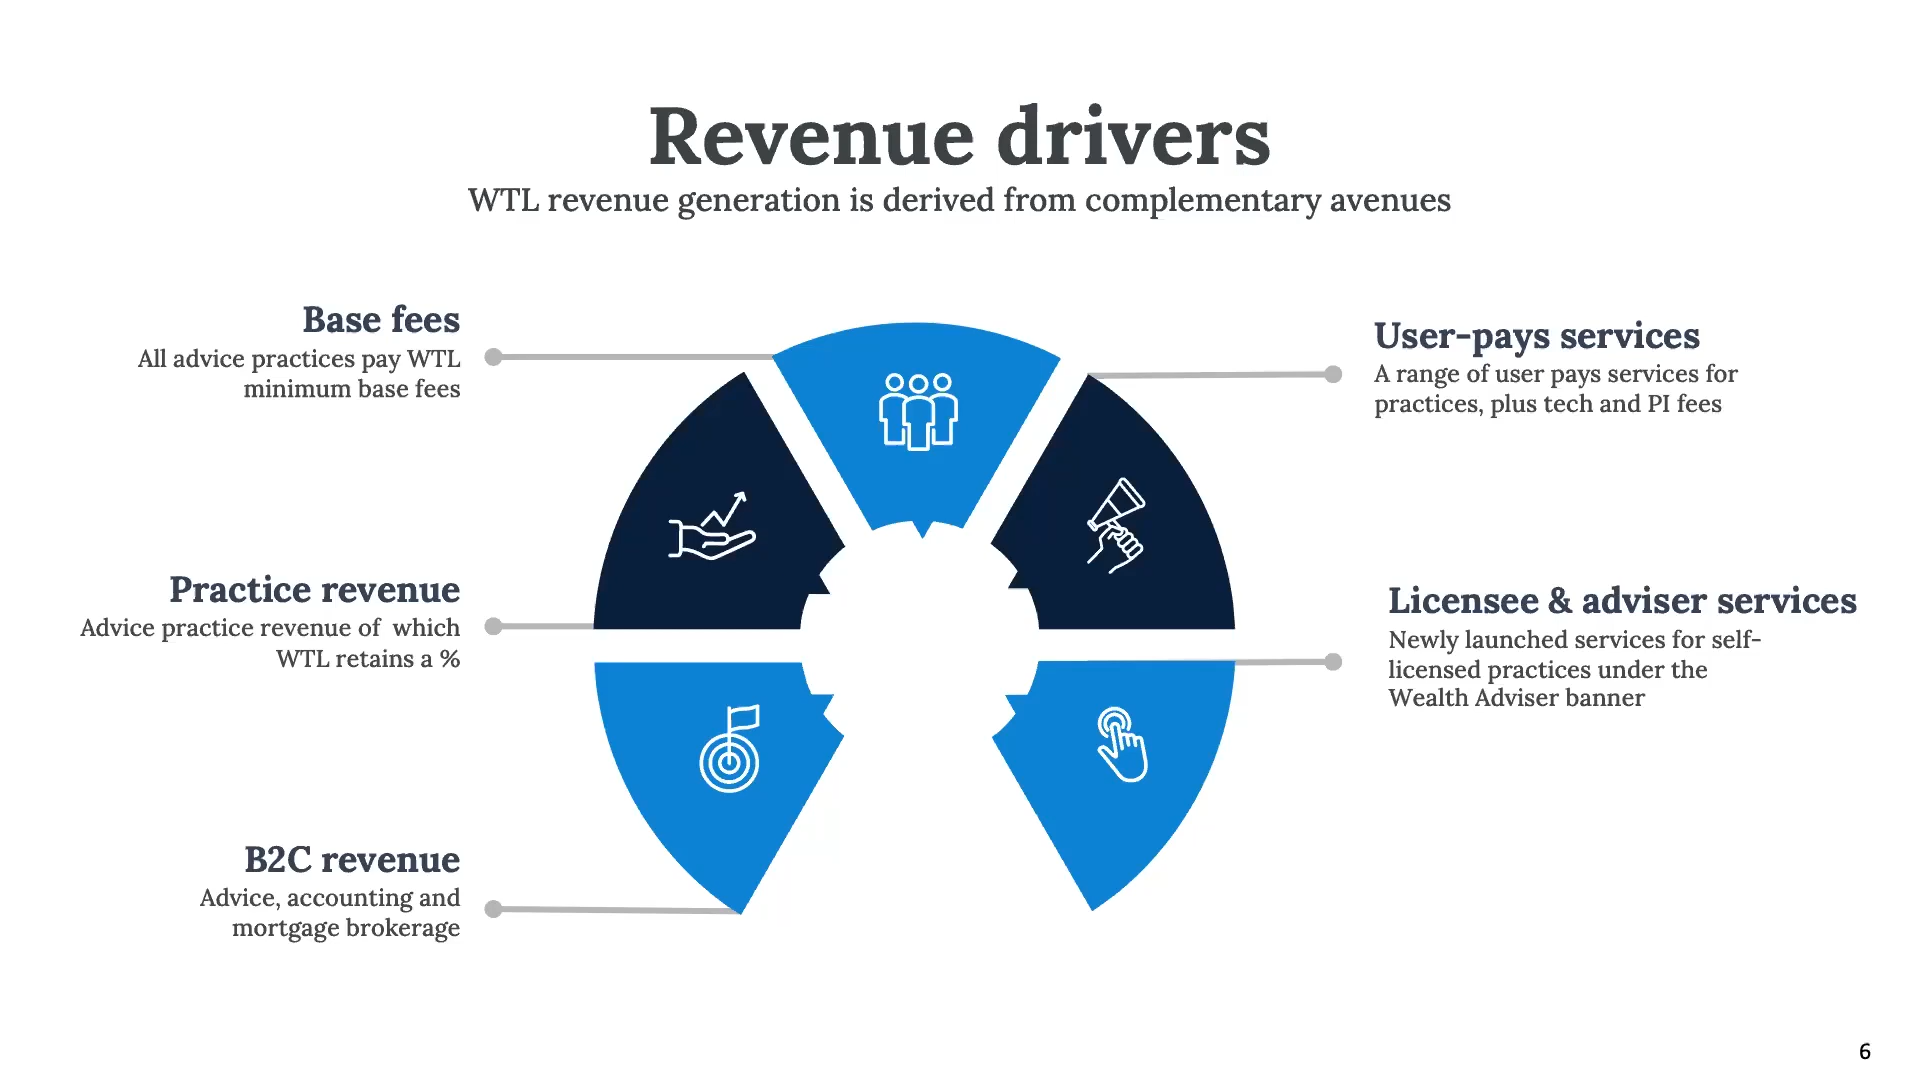 Revenue drivers
WTL revenue generation is derived from complementary avenues
Base fees
All advice practices pay WTL
minimum base fees
Practice revenue
Advice practice revenue of  which
WTL retains a %
B2C revenue
Advice, accounting and
mortgage brokerage
User-pays services
A range of user pays services for
practices, plus tech and PI fees
Licensee & adviser services
Newly launched services for self-
licensed practices under the
Wealth Adviser banner
6